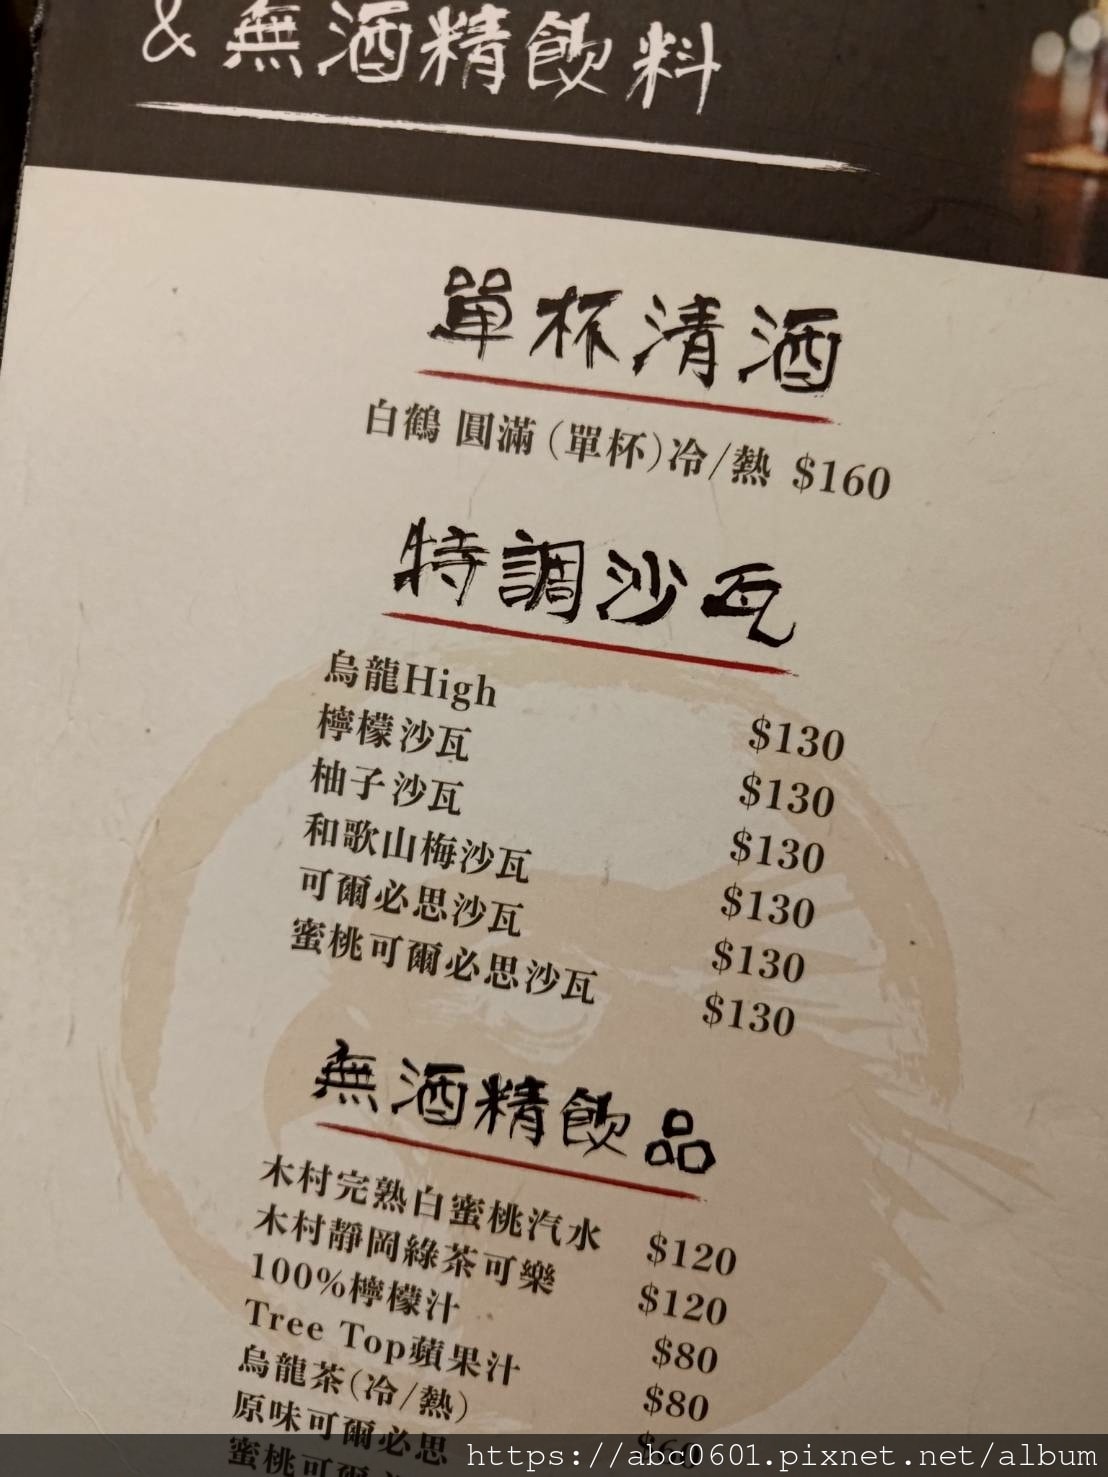 & 無酒精飲料
單杯清酒
白鶴 圓滿(單杯)冷/熱 $160
特調沙瓦
烏龍High $130
檸檬沙瓦 $130
柚子沙瓦 $130
和歌山梅沙瓦 $130
可爾必思沙瓦 $130
蜜桃可爾必思沙瓦 $130
無酒精飲品
木村完熟白蜜桃汽水 $120
木村靜岡綠茶可樂 $120
100%檸檬汁 $80
Tree Top蘋果汁 $80
烏龍茶(冷/熱) $60
原味可爾必思
蜜桃可爾必
https://abc0601.pixnet.net/album